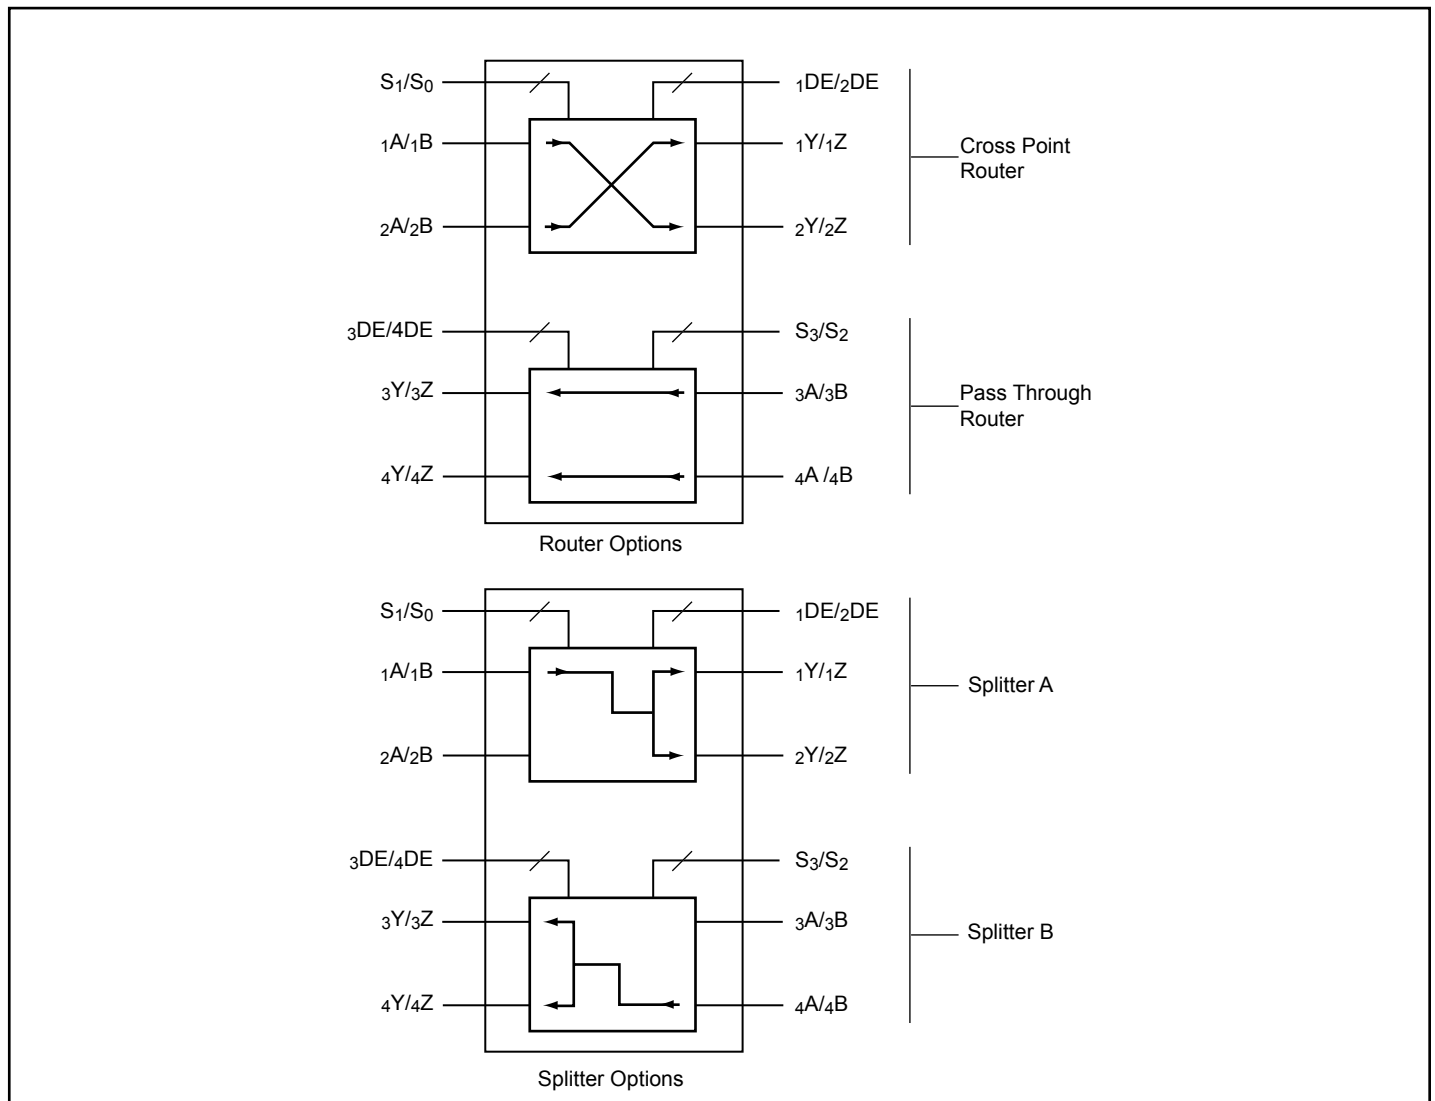 S1/S0
1DE/2DE
1A/1B
1Y/1Z
Cross Point
Router
2A/2B
2Y/2Z
3DE/4DE
S3/S2
3Y/3Z
3A/3B
Pass Through
Router
4Y/4Z
4A /4B
Router Options
S1/S0
1DE/2DE
1A/1B
1Y/1Z
Splitter A
2A/2B
2Y/2Z
3DE/4DE
S3/S2
3Y/3Z
3A/3B
Splitter B
4Y/4Z
4A/4B
Splitter Options